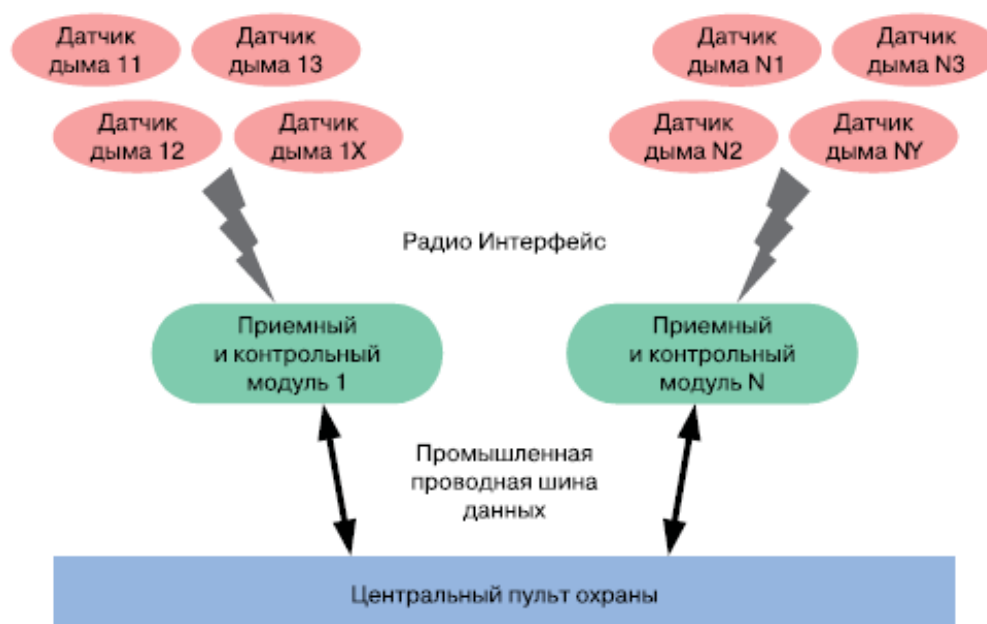 Датчик
дыма 11
Датчик
дыма 13
Датчик
дыма 12
Датчик
дыма 1X
Датчик
дыма N1
Датчик
дыма N3
Датчик
дыма N2
Датчик
дыма NY
Радио Интерфейс
Приемный
и контрольный
модуль 1
Приемный
и контрольный
модуль N
Промышленная
проводная шина
данных
Центральный пульт охраны